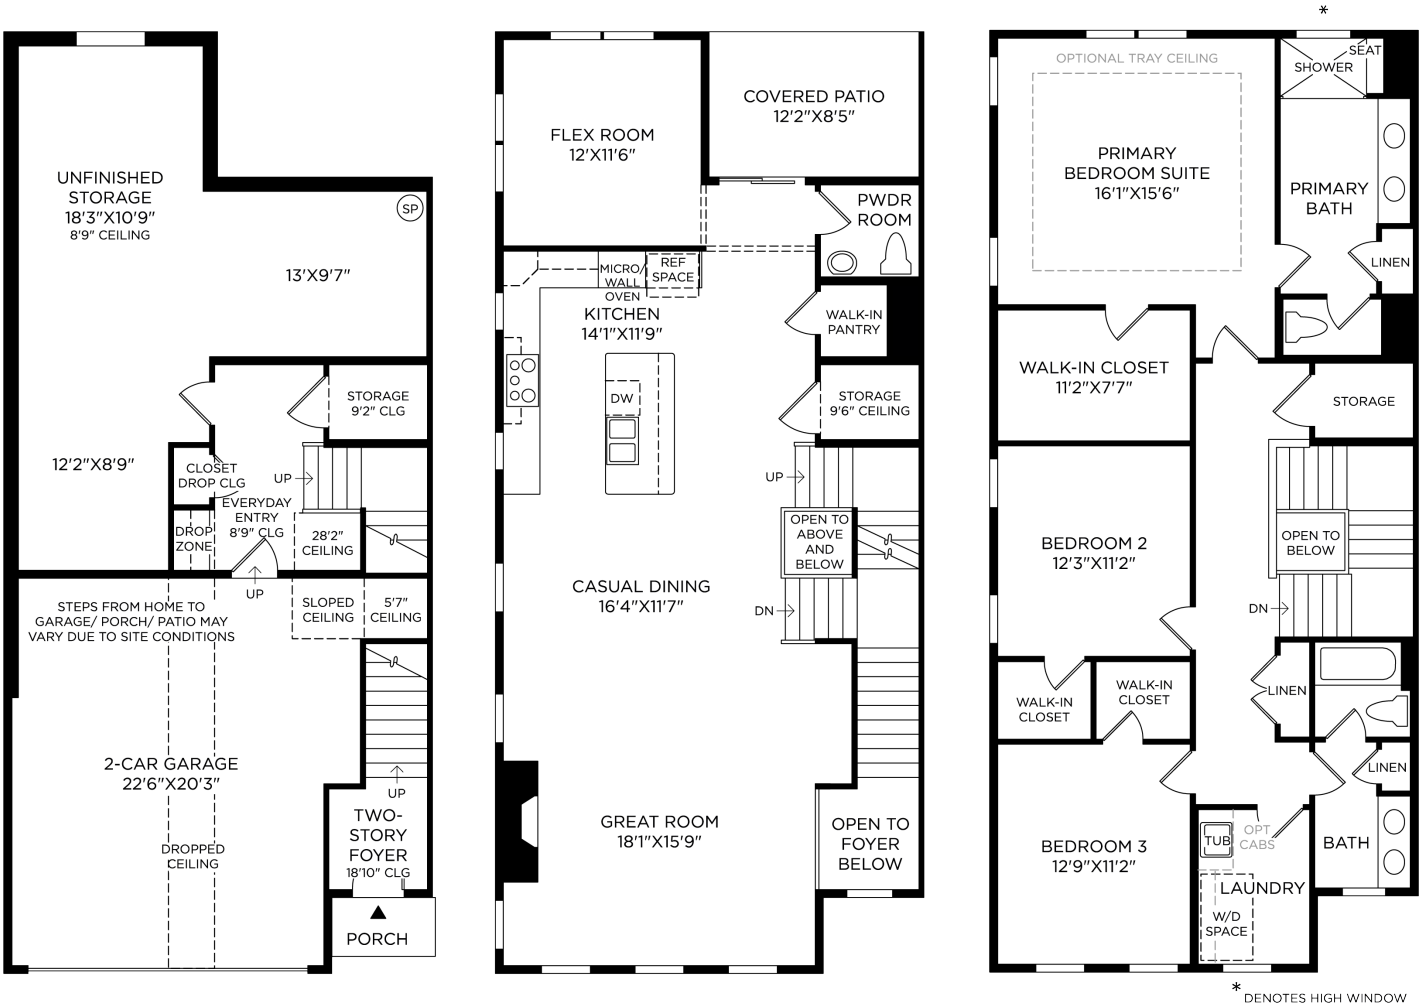 UNFINISHED
STORAGE
18'3"X10'9"
8'9" CEILING
SP
13'X9'7"
STORAGE
9'2" CLG
12'2"X8'9"
CLOSET
DROP CLG
UP
EVERYDAY
ENTRY
8'9" CLG
DROP
ZONE
28'2"
CEILING
UP
STEPS FROM HOME TO
GARAGE/ PORCH/ PATIO MAY
VARY DUE TO SITE CONDITIONS
SLOPED
CEILING
5'7"
CEILING
2-CAR GARAGE
22'6"X20'3"
UP
TWO-
STORY
FOYER
18'10" CLG
DROPPED
CEILING
PORCH
FLEX ROOM
12'X11'6"
COVERED PATIO
12'2"X8'5"
PWDR
ROOM
MICRO/
WALL
OVEN
REF
SPACE
KITCHEN
14'1"X11'9"
WALK-IN
PANTRY
DW
STORAGE
9'6" CEILING
UP
OPEN TO
ABOVE
AND
BELOW
CASUAL DINING
16'4"X11'7"
DN
GREAT ROOM
18'1"X15'9"
OPEN TO
FOYER
BELOW
*
OPTIONAL TRAY CEILING
SEAT
SHOWER
PRIMARY
BEDROOM SUITE
16'1"X15'6"
PRIMARY
BATH
LINEN
WALK-IN CLOSET
11'2"X7'7"
STORAGE
BEDROOM 2
12'3"X11'2"
OPEN TO
BELOW
DN
WALK-IN
CLOSET
WALK-IN
CLOSET
LINEN
LINEN
BEDROOM 3
12'9"X11'2"
TUB
OPT
CABS
BATH
LAUNDRY
W/D
SPACE
* DENOTES HIGH WINDOW